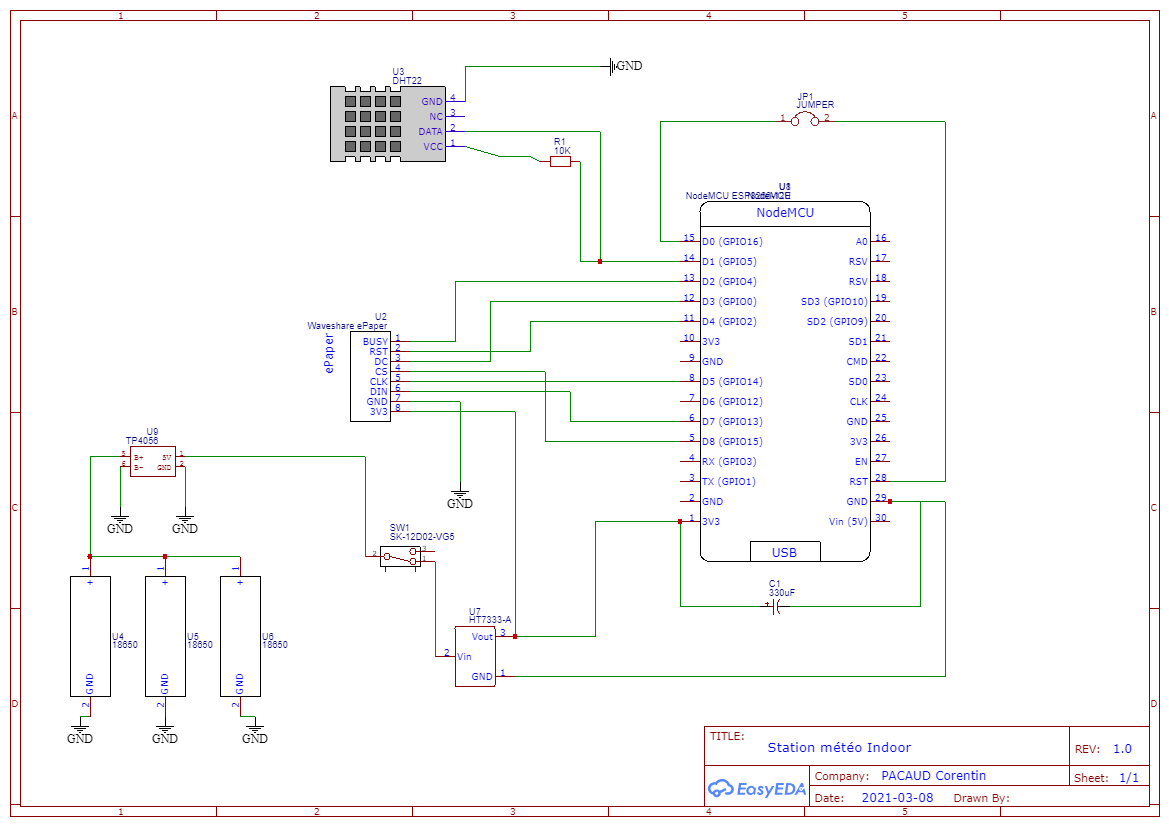 1 2 3 4 5
A A
B B
C C
D D
U3
DHT22
GND 4
NC 3
DATA 2
VCC 1
GND
R1
10K
JP1
JUMPER
1 2
NodeMCU
15 D0 (GPIO16) A0 16
14 D1 (GPIO5) RSV 17
13 D2 (GPIO4) RSV 18
12 D3 (GPIO0) SD3 (GPIO10) 19
11 D4 (GPIO2) SD2 (GPIO9) 20
10 3V3 SD1 21
9 GND CMD 22
8 D5 (GPIO14) SD0 23
7 D6 (GPIO12) CLK 24
6 D7 (GPIO13) GND 25
5 D8 (GPIO15) 3V3 26
4 RX (GPIO3) EN 27
3 TX (GPIO1) RST 28
2 GND GND 29
1 3V3 Vin (5V) 30
USB
U2
Waveshare ePaper
ePaper
BUSY 1
RST 2
DC 3
CS 4
CLK 5
DIN 6
GND 7
3V3 8
GND
U9
TP4056
5 B+ 5V 1
6 B- GND 2
GND GND
SW1
SK-12D02-VG5
2 3
1
C1
330uF
+
U7
HT7333-A
Vout 3
2 Vin
GND 1
1 1 1
+ + +
U4 U5 U6
18650 18650 18650
GND GND GND
2 2 2
GND GND GND
TITLE:
Station météo Indoor
REV: 1.0
EasyEDA
Company: PACAUD Corentin
Sheet: 1/1
Date: 2021-03-08 Drawn By:
1 2 3 4 5